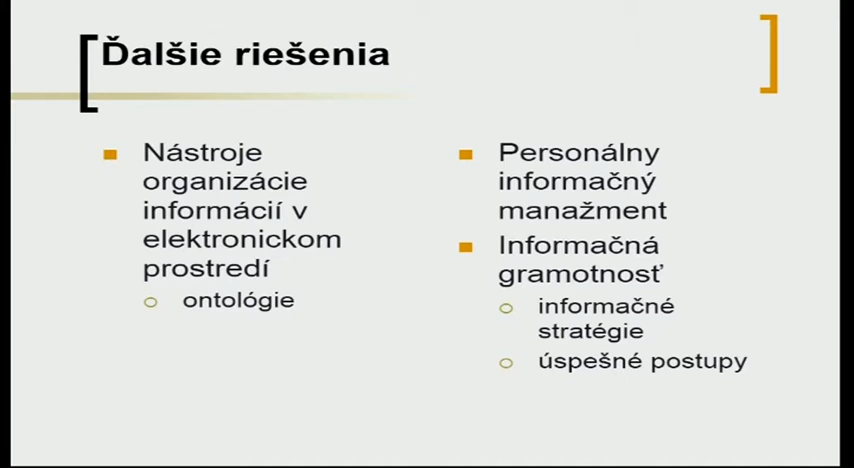 Ďalšie riešenia
Nástroje
organizácie
informácií v
elektronickom
prostredí
ontológie
Personálny
informačný
manažment
Informačná
gramotnosť
informačné
stratégie
úspešné postupy